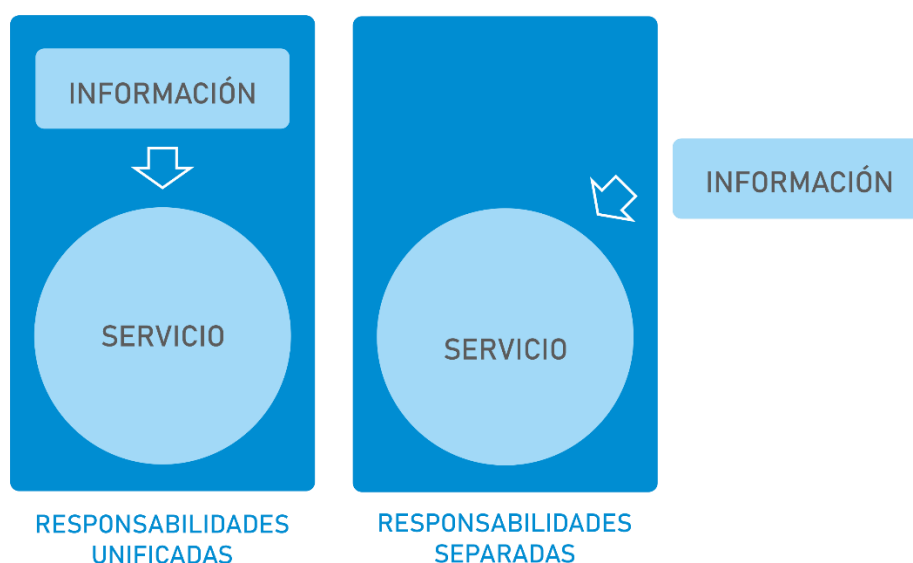 INFORMACIÓN
SERVICIO
RESPONSABILIDADES
UNIFICADAS
INFORMACIÓN
SERVICIO
RESPONSABILIDADES
SEPARADAS